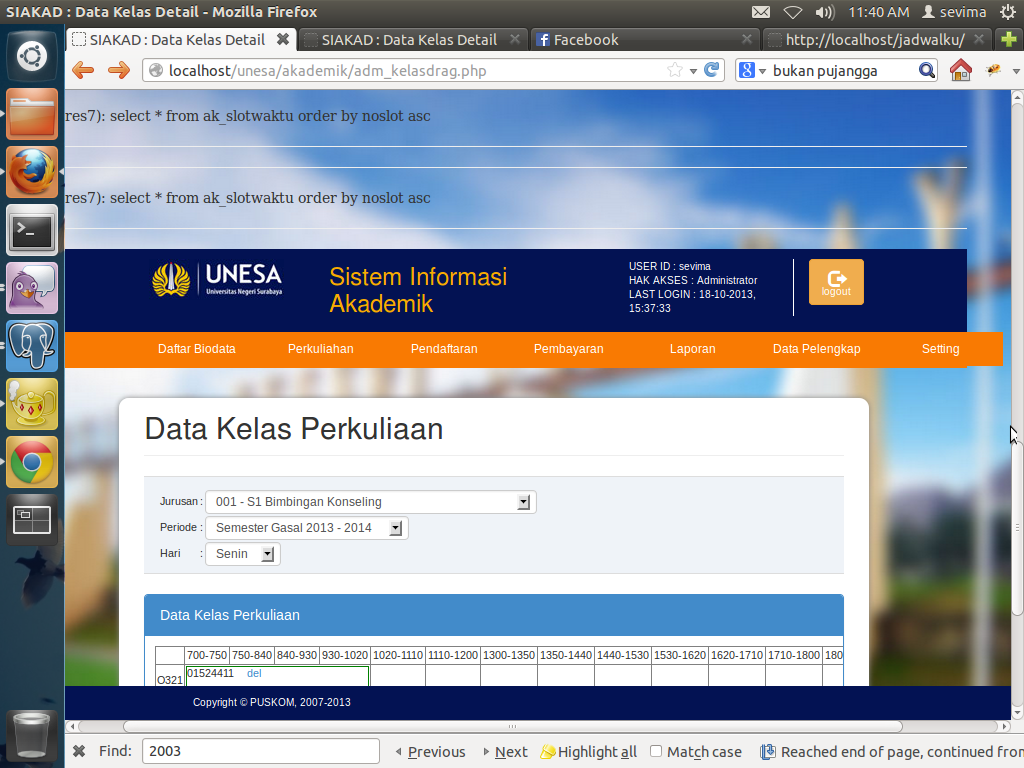 SIAKAD : Data Kelas Detail - Mozilla Firefox
11:40 AM sevima
SIAKAD : Data Kelas Detail
SIAKAD : Data Kelas Detail
Facebook
http://localhost/jadwalku/
localhost/unesa/akademik/adm_kelasdrag.php
bukan pujangga
res7): select * from ak_slotwaktu order by noslot asc
res7): select * from ak_slotwaktu order by noslot asc
UNESA
Universitas Negeri Surabaya
Sistem Informasi
Akademik
USER ID : sevima
HAK AKSES : Administrator
LAST LOGIN : 18-10-2013,
15:37:33
logout
Daftar Biodata Perkuliahan Pendaftaran Pembayaran Laporan Data Pelengkap Setting
Data Kelas Perkuliaan
Jurusan : 001 - S1 Bimbingan Konseling
Periode : Semester Gasal 2013 - 2014
Hari : Senin
Data Kelas Perkuliaan
700-750 750-840 840-930 930-1020 1020-1110 1110-1200 1300-1350 1350-1440 1440-1530 1530-1620 1620-1710 1710-1800 180
01524411 del
O321
Copyright © PUSKOM, 2007-2013
Find: 2003 Previous Next Highlight all Match case Reached end of page, continued from